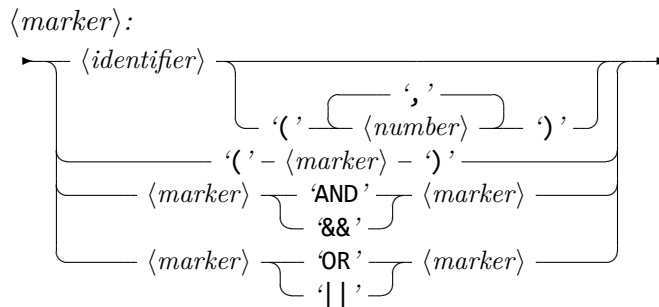 ⟨marker⟩:
⟨identifier⟩
‘,’
‘(’ ⟨number⟩ ‘)’
‘(’ ⟨marker⟩ ‘)’
⟨marker⟩ ‘AND’ ⟨marker⟩
‘&&’
⟨marker⟩ ‘OR’ ⟨marker⟩
‘||’